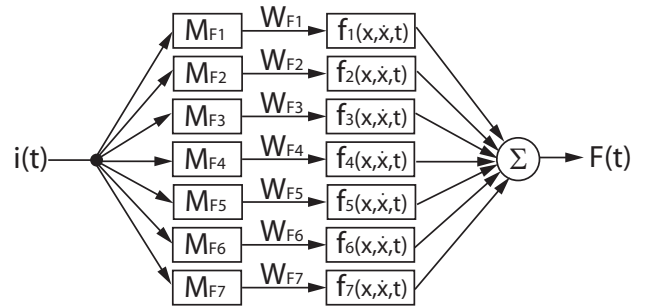 M_F1 W_F1 f_1(x,ẋ,t)
M_F2 W_F2 f_2(x,ẋ,t)
M_F3 W_F3 f_3(x,ẋ,t)
i(t) M_F4 W_F4 f_4(x,ẋ,t) Σ F(t)
M_F5 W_F5 f_5(x,ẋ,t)
M_F6 W_F6 f_6(x,ẋ,t)
M_F7 W_F7 f_7(x,ẋ,t)